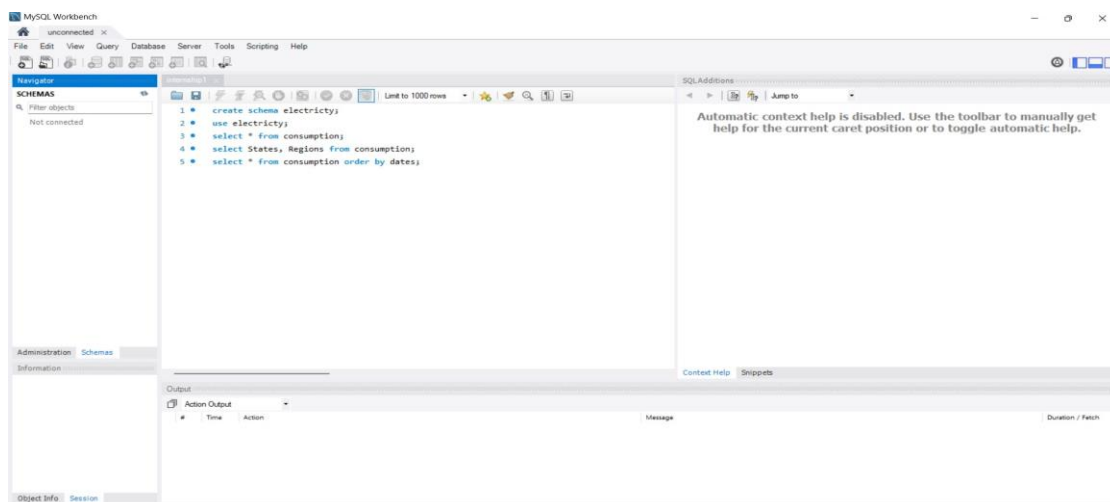 MySQL Workbench
unconnected ×
File Edit View Query Database Server Tools Scripting Help
Navigator
SCHEMAS
Filter objects
Not connected
Administration Schemas
Information
Object Info Session
internship1 ×
Limit to 1000 rows
1 create schema electricty;
2 use electricty;
3 select * from consumption;
4 select States, Regions from consumption;
5 select * from consumption order by dates;
SQLAdditions
Jump to
Automatic context help is disabled. Use the toolbar to manually get
help for the current caret position or to toggle automatic help.
Context Help Snippets
Output
Action Output
# Time Action Message Duration / Fetch